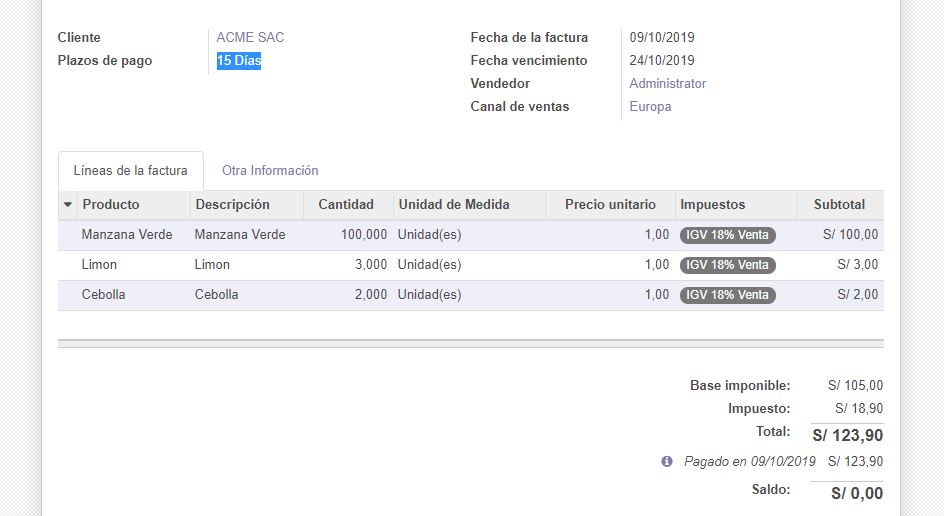 Cliente ACME SAC Fecha de la factura 09/10/2019
Plazos de pago 15 Días Fecha vencimiento 24/10/2019
Vendedor Administrator
Canal de ventas Europa
Líneas de la factura Otra Información
Producto Descripción Cantidad Unidad de Medida Precio unitario Impuestos Subtotal
Manzana Verde Manzana Verde 100,000 Unidad(es) 1,00 IGV 18% Venta S/ 100,00
Limon Limon 3,000 Unidad(es) 1,00 IGV 18% Venta S/ 3,00
Cebolla Cebolla 2,000 Unidad(es) 1,00 IGV 18% Venta S/ 2,00
Base imponible: S/ 105,00
Impuesto: S/ 18,90
Total: S/ 123,90
Pagado en 09/10/2019 S/ 123,90
Saldo: S/ 0,00